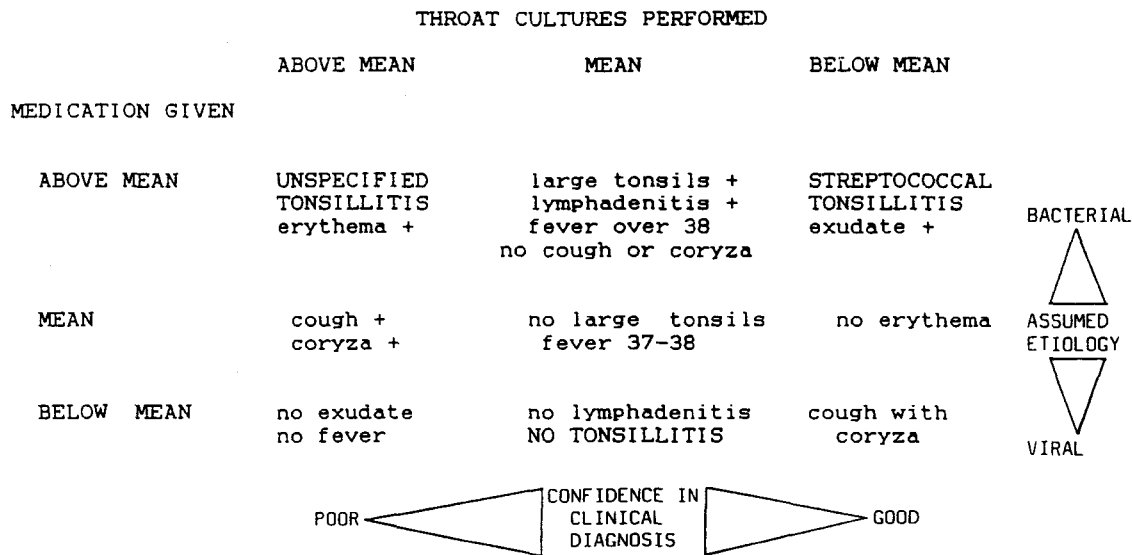 THROAT CULTURES PERFORMED
ABOVE MEAN MEAN BELOW MEAN
MEDICATION GIVEN
ABOVE MEAN UNSPECIFIED large tonsils + STREPTOCOCCAL
TONSILLITIS lymphadenitis + TONSILLITIS
erythema + fever over 38 exudate +
no cough or coryza
BACTERIAL
MEAN cough + no large tonsils no erythema ASSUMED
coryza + fever 37-38 ETIOLOGY
BELOW MEAN no exudate no lymphadenitis cough with
no fever NO TONSILLITIS coryza
VIRAL
CONFIDENCE IN
POOR CLINICAL GOOD
DIAGNOSIS